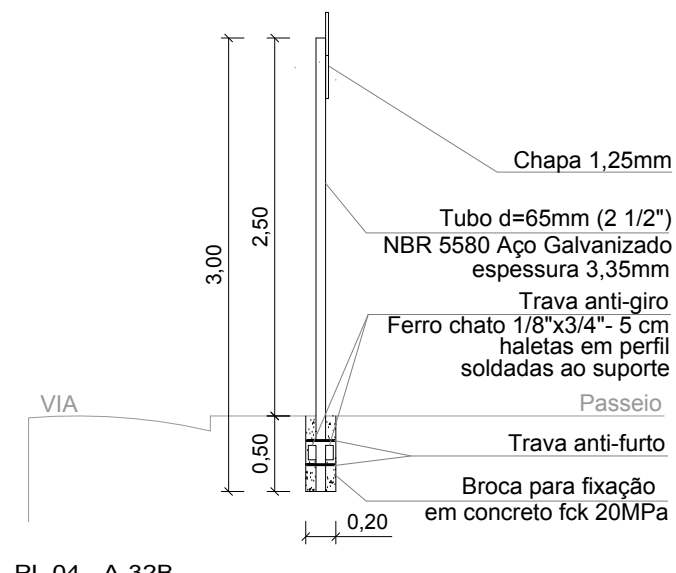 Chapa 1,25mm
Tubo d=65mm (2 1/2")
NBR 5580 Aço Galvanizado
espessura 3,35mm
Trava anti-giro
Ferro chato 1/8"x3/4"- 5 cm
haletas em perfil
soldadas ao suporte
3,00
2,50
VIA
Passeio
0,50
Trava anti-furto
Broca para fixação
em concreto fck 20MPa
0,20